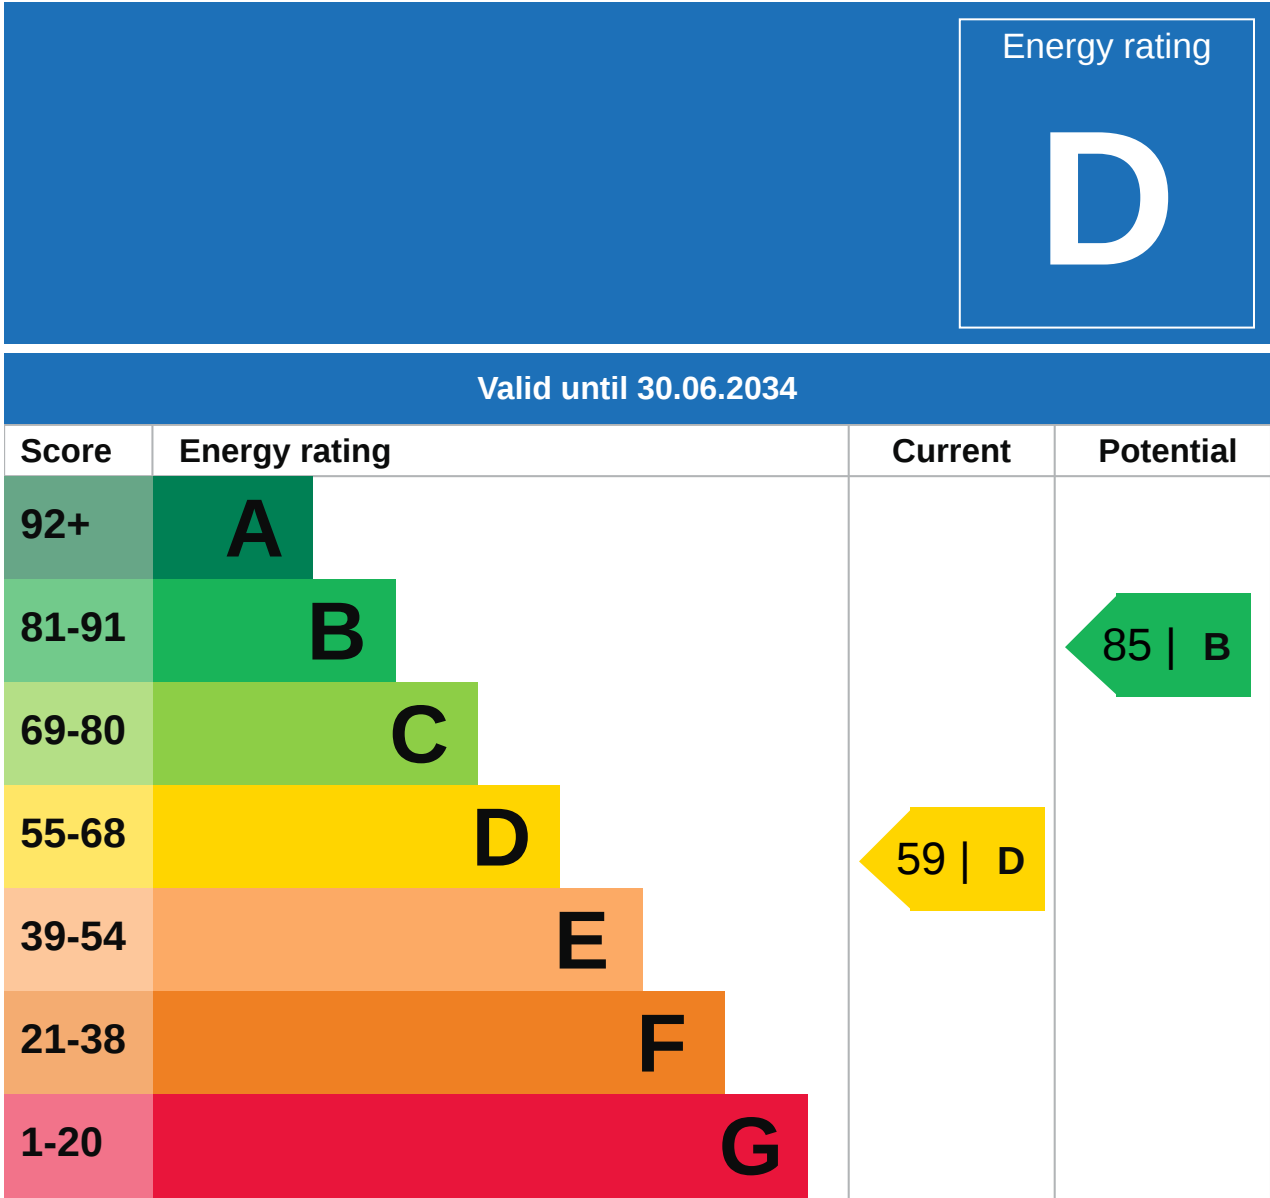 Energy rating
D
Valid until 30.06.2034
Score Energy rating Current Potential
92+ A
81-91 B 85 | B
69-80 C
55-68 D 59 | D
39-54 E
21-38 F
1-20 G